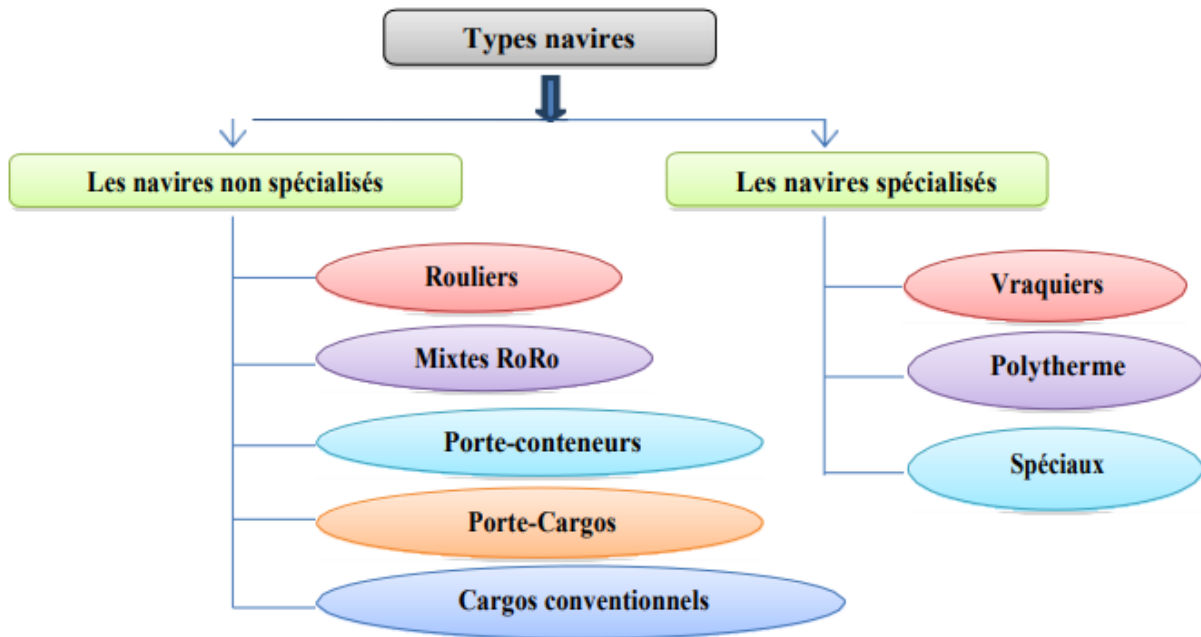 Types navires
Les navires non spécialisés
Rouliers
Mixtes RoRo
Porte-conteneurs
Porte-Cargos
Cargos conventionnels
Les navires spécialisés
Vraquiers
Polytherme
Spéciaux